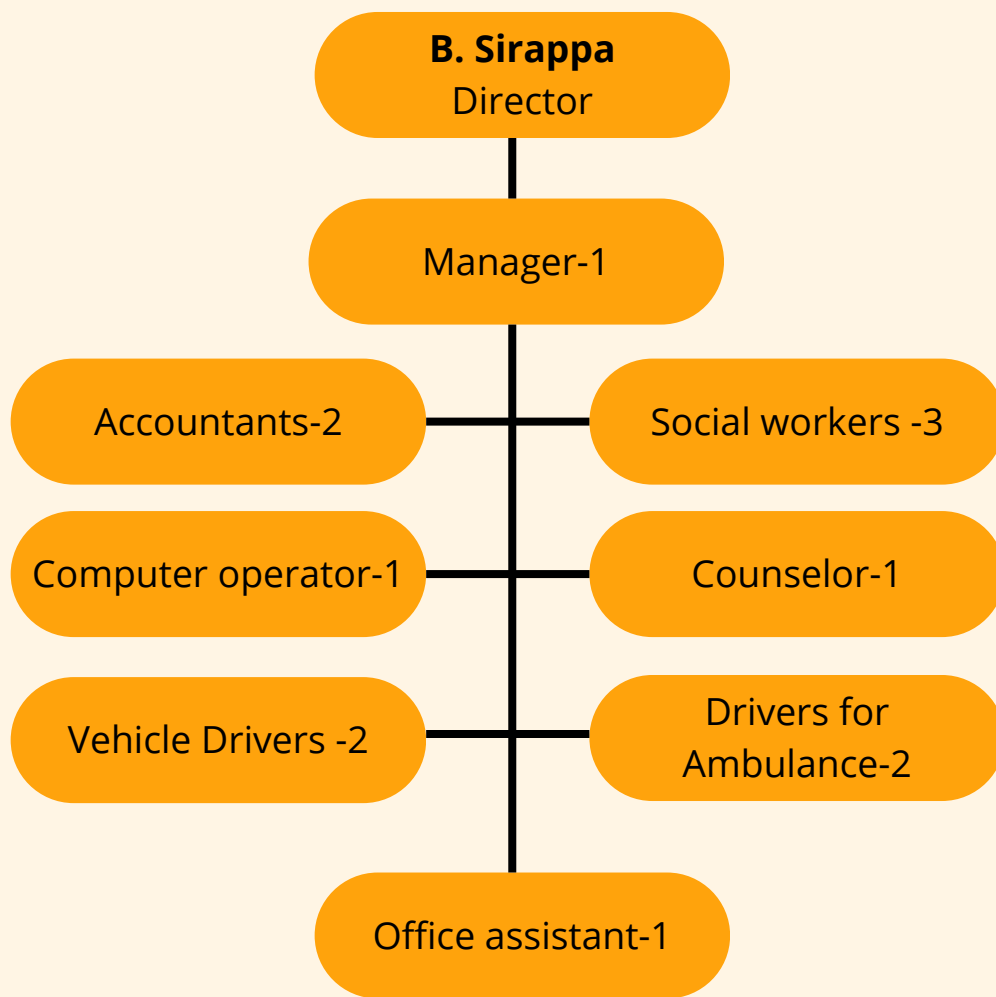 B. Sirappa
Director
Manager-1
Accountants-2
Social workers -3
Computer operator-1
Counselor-1
Vehicle Drivers -2
Drivers for
Ambulance-2
Office assistant-1